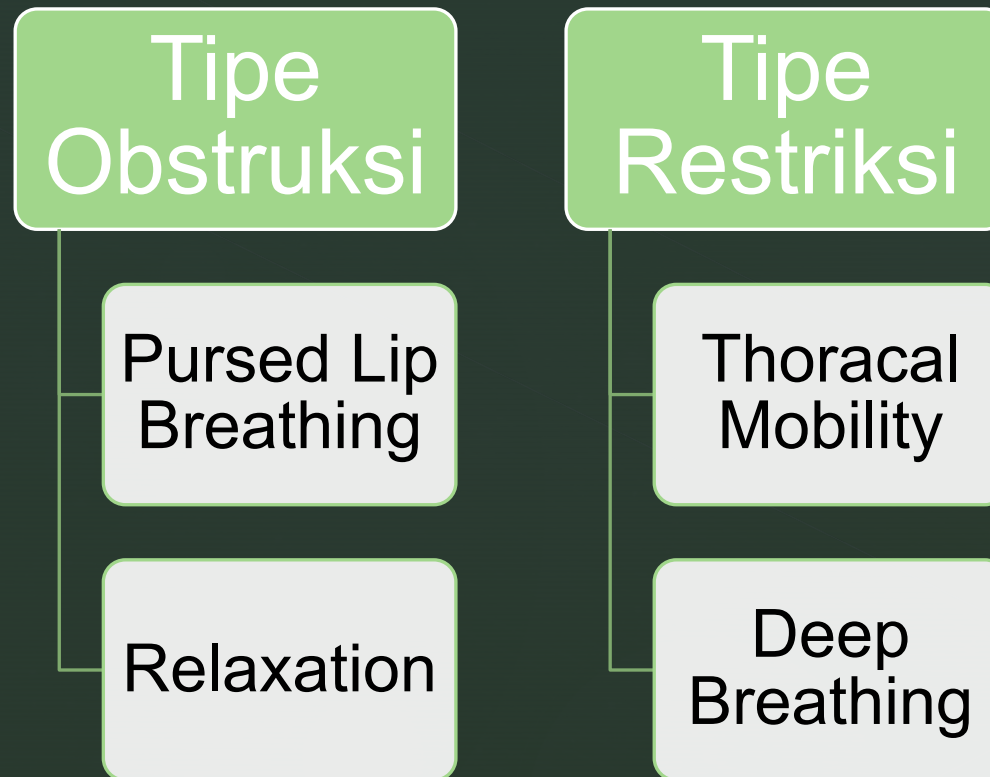 Tipe
Obstruksi
Pursed Lip
Breathing
Relaxation
Tipe
Restriksi
Thoracal
Mobility
Deep
Breathing